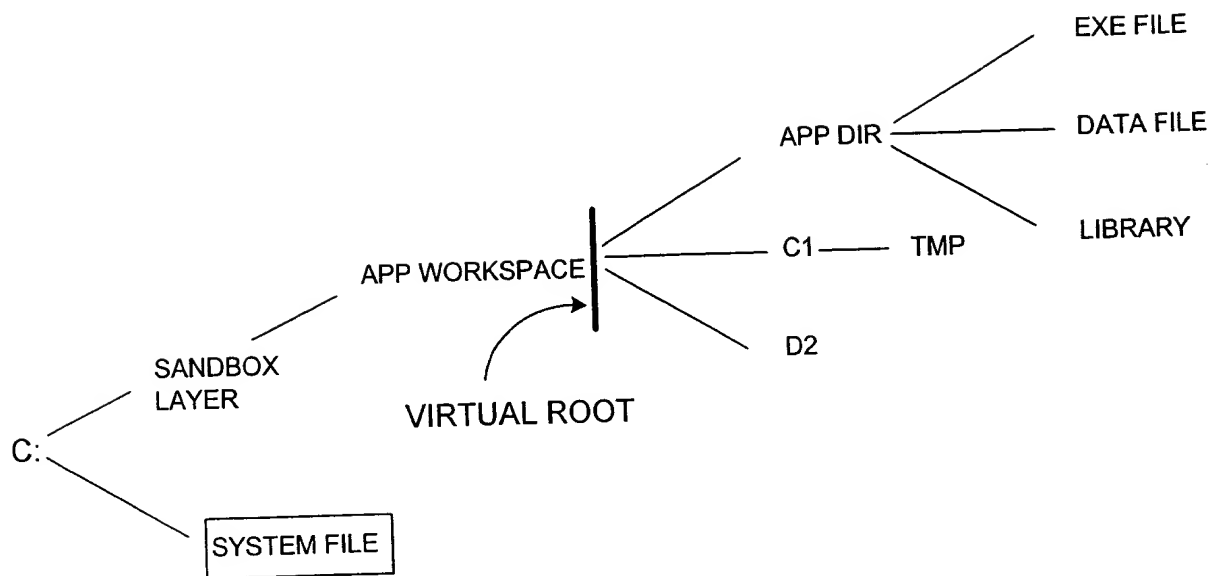 EXE FILE
APP DIR
DATA FILE
LIBRARY
APP WORKSPACE
C1
TMP
D2
SANDBOX
LAYER
VIRTUAL ROOT
C:
SYSTEM FILE